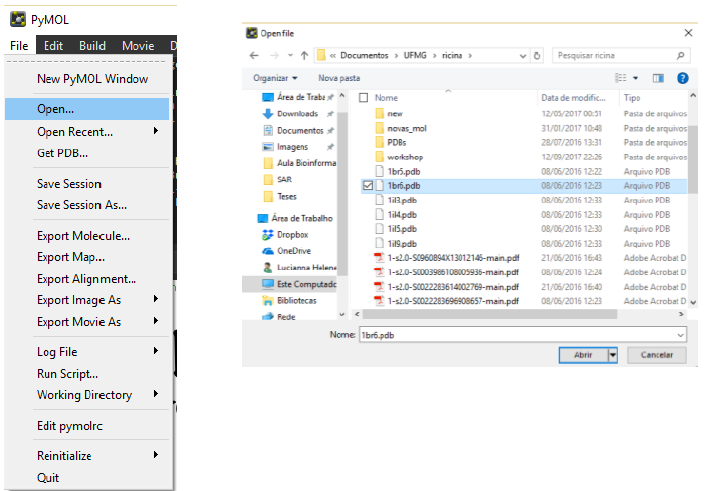 PyMOL
File Edit Build Movie D
New PyMOL Window
Open...
Open Recent...
Get PDB...
Save Session
Save Session As...
Export Molecule...
Export Map...
Export Alignment...
Export Image As
Export Movie As
Log File
Run Script...
Working Directory
Edit pymolrc
Reinitialize
Quit
Open file
« Documentos > UFMG > ricina >
Pesquisar ricina
Organizar Nova pasta
Área de Traba
Downloads
Documentos
Imagens
Aula Bioinforma
SAR
Teses
Área de Trabalho
Dropbox
OneDrive
Lucianna Helene
Este Computado
Bibliotecas
Rede
Nome Data de modific... Tipo
new 12/05/2017 00:51 Pasta de arquivos
novas_mol 31/01/2017 10:48 Pasta de arquivos
PDBs 28/07/2016 13:31 Pasta de arquivos
workshop 12/09/2017 22:26 Pasta de arquivos
1br5.pdb 08/06/2016 12:22 Arquivo PDB
1br6.pdb 08/06/2016 12:23 Arquivo PDB
1il3.pdb 08/06/2016 12:33 Arquivo PDB
1il4.pdb 08/06/2016 12:33 Arquivo PDB
1il5.pdb 08/06/2016 12:30 Arquivo PDB
1il9.pdb 08/06/2016 12:33 Arquivo PDB
1-s2.0-S0960894X13012146-main.pdf 21/06/2016 16:43 Adobe Acrobat D
1-s2.0-S0003986108005936-main.pdf 08/06/2016 12:24 Adobe Acrobat D
1-s2.0-S0022283614002769-main.pdf 21/06/2016 16:40 Adobe Acrobat D
1-s2.0-S0022283696908657-main.pdf 08/06/2016 12:33 Adobe Acrobat D
Nome: 1br6.pdb
Abrir Cancelar